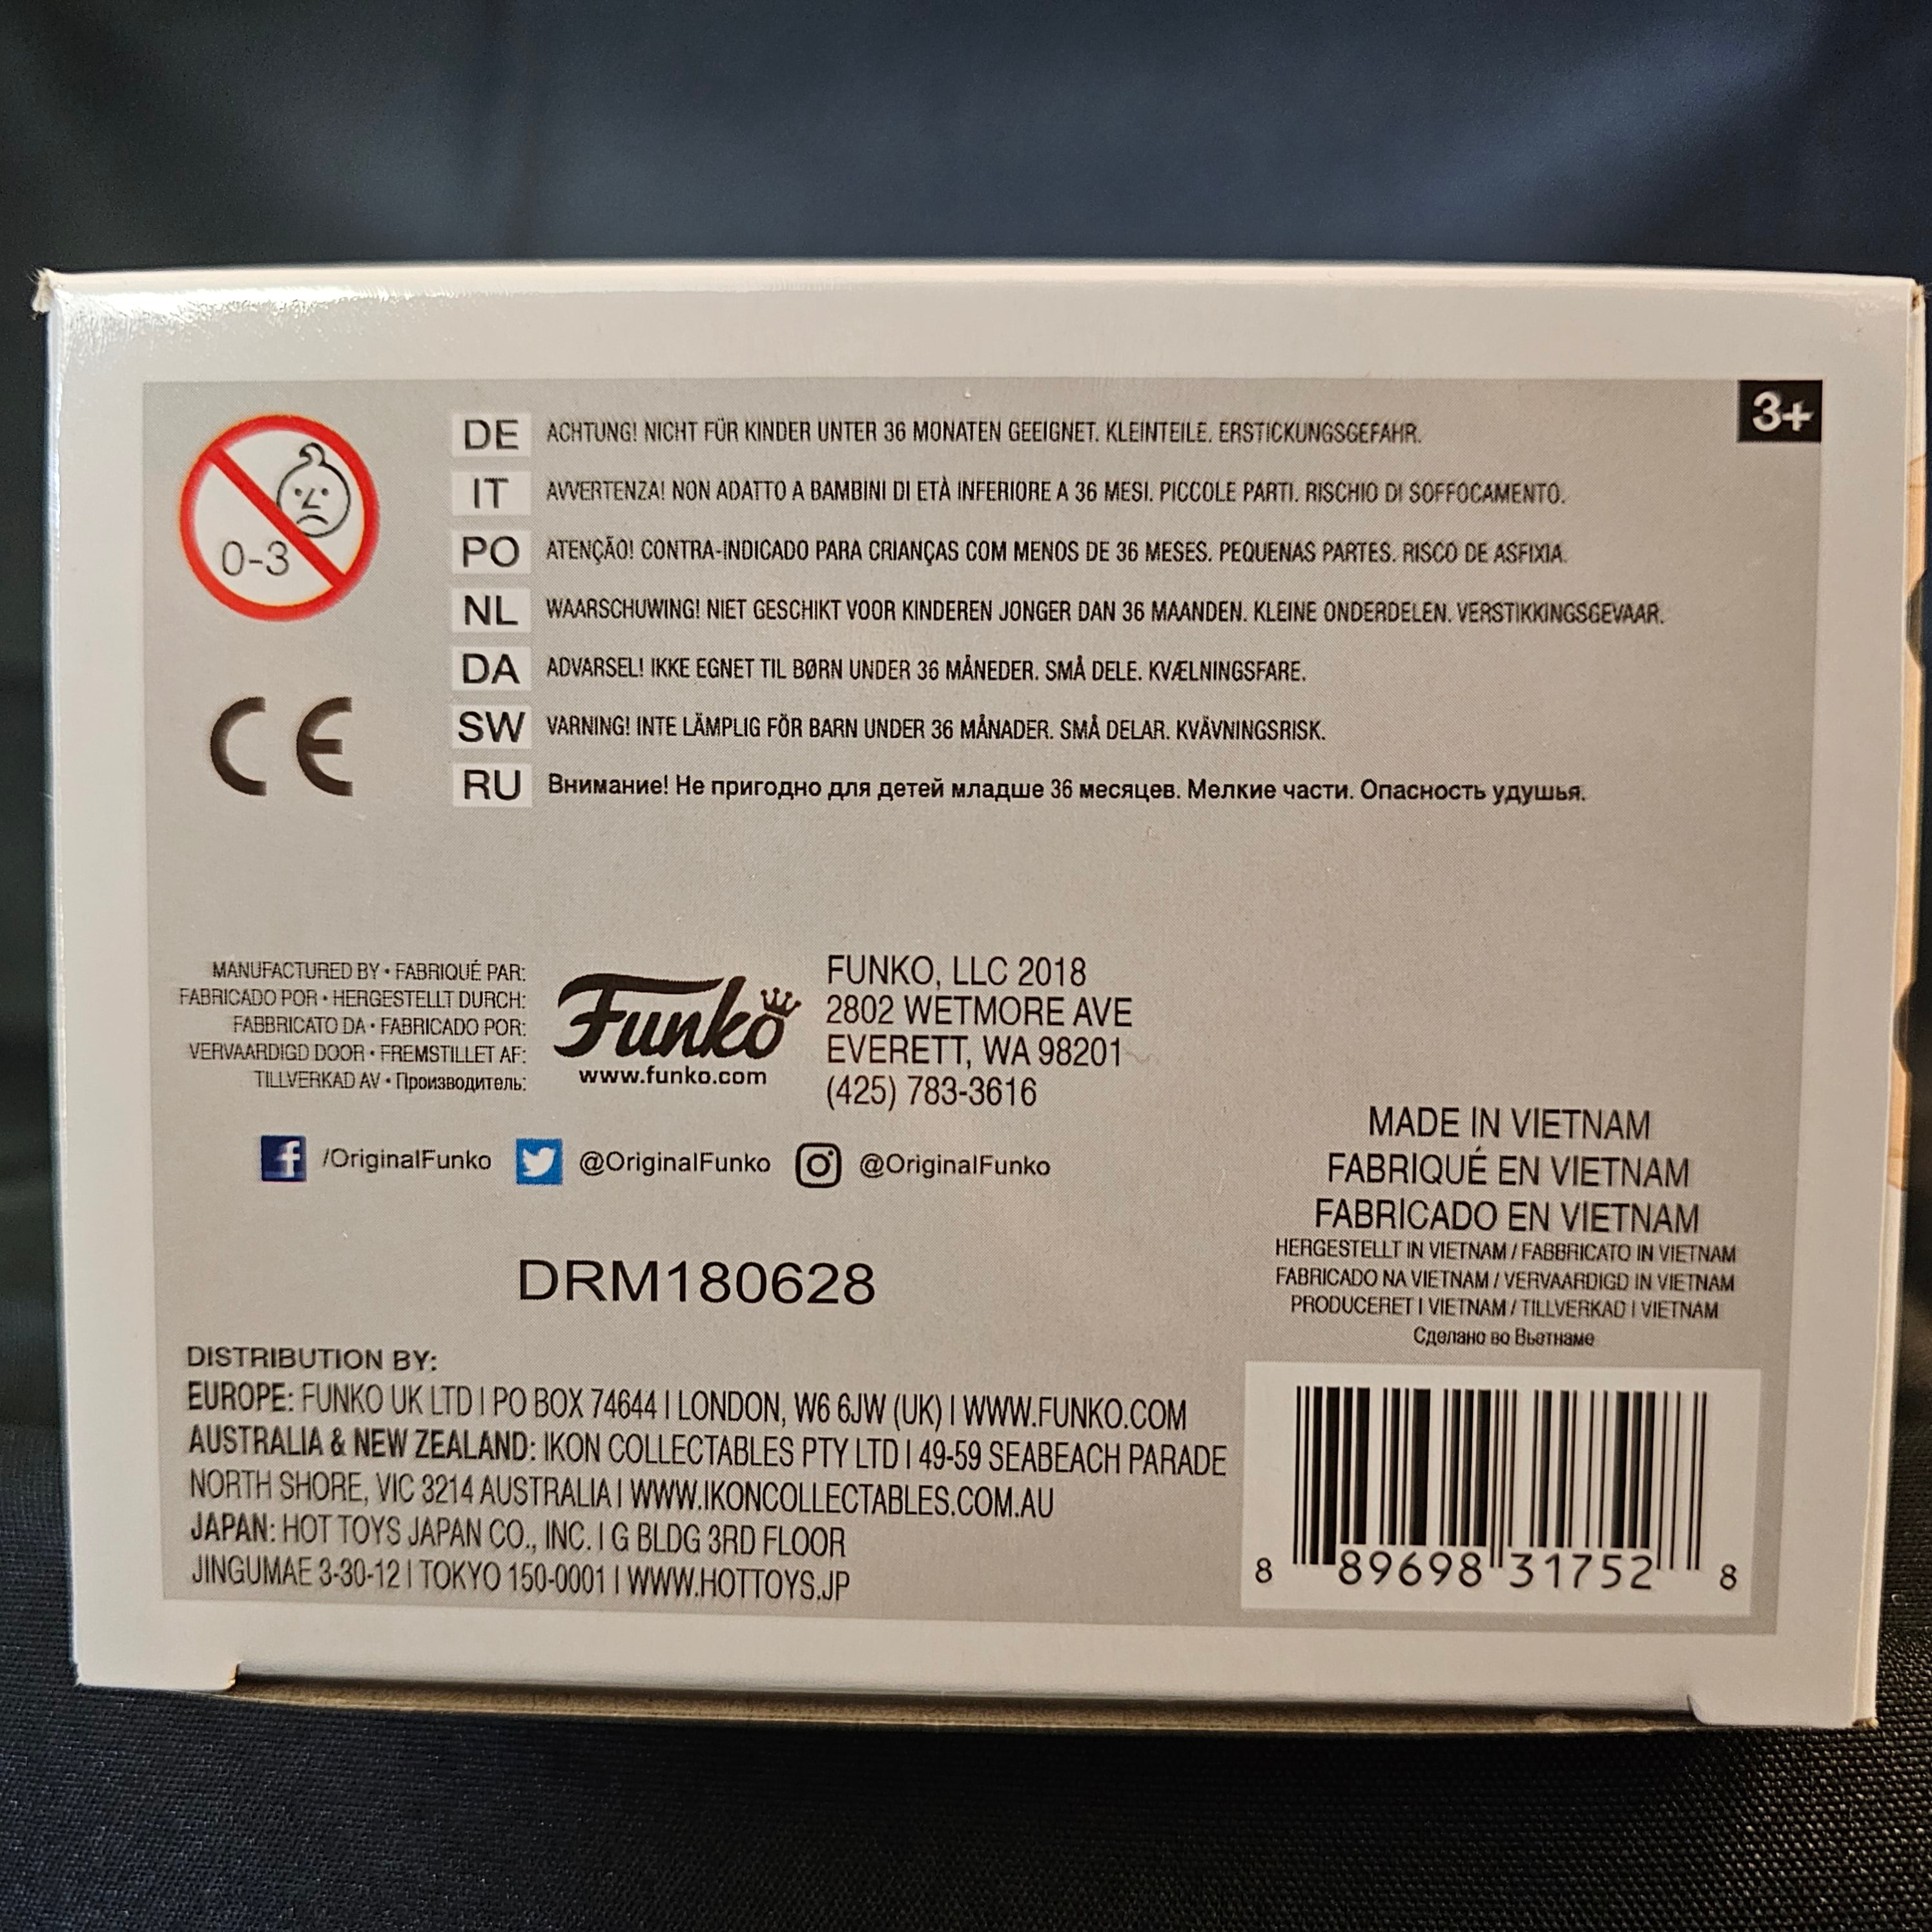 3+
0-3
DE ACHTUNG! NICHT FÜR KINDER UNTER 36 MONATEN GEEIGNET. KLEINTEILE. ERSTICKUNGSGEFAHR.
IT AVVERTENZA! NON ADATTO A BAMBINI DI ETÀ INFERIORE A 36 MESI. PICCOLE PARTI. RISCHIO DI SOFFOCAMENTO.
PO ATENÇÃO! CONTRA-INDICADO PARA CRIANÇAS COM MENOS DE 36 MESES. PEQUENAS PARTES. RISCO DE ASFIXIA.
NL WAARSCHUWING! NIET GESCHIKT VOOR KINDEREN JONGER DAN 36 MAANDEN. KLEINE ONDERDELEN. VERSTIKKINGSGEVAAR.
DA ADVARSEL! IKKE EGNET TIL BØRN UNDER 36 MÅNEDER. SMÅ DELE. KVÆLNINGSFARE.
SW VARNING! INTE LÄMPLIG FÖR BARN UNDER 36 MÅNADER. SMÅ DELAR. KVÄVNINGSRISK.
RU Внимание! Не пригодно для детей младше 36 месяцев. Мелкие части. Опасность удушья.
CE
MANUFACTURED BY • FABRIQUÉ PAR:
FABRICADO POR • HERGESTELLT DURCH:
FABBRICATO DA • FABRICADO POR:
VERVAARDIGD DOOR • FREMSTILLET AF:
TILLVERKAD AV • Производитель:
Funko
www.funko.com
FUNKO, LLC 2018
2802 WETMORE AVE
EVERETT, WA 98201
(425) 783-3616
/OriginalFunko @OriginalFunko @OriginalFunko
DRM180628
MADE IN VIETNAM
FABRIQUÉ EN VIETNAM
FABRICADO EN VIETNAM
HERGESTELLT IN VIETNAM / FABBRICATO IN VIETNAM
FABRICADO NA VIETNAM / VERVAARDIGD IN VIETNAM
PRODUCERET I VIETNAM / TILLVERKAD I VIETNAM
Сделано во Вьетнаме
DISTRIBUTION BY:
EUROPE: FUNKO UK LTD | PO BOX 74644 | LONDON, W6 6JW (UK) | WWW.FUNKO.COM
AUSTRALIA & NEW ZEALAND: IKON COLLECTABLES PTY LTD | 49-59 SEABEACH PARADE
NORTH SHORE, VIC 3214 AUSTRALIA | WWW.IKONCOLLECTABLES.COM.AU
JAPAN: HOT TOYS JAPAN CO., INC. | G BLDG 3RD FLOOR
JINGUMAE 3-30-12 | TOKYO 150-0001 | WWW.HOTTOYS.JP
8 89698 31752 8